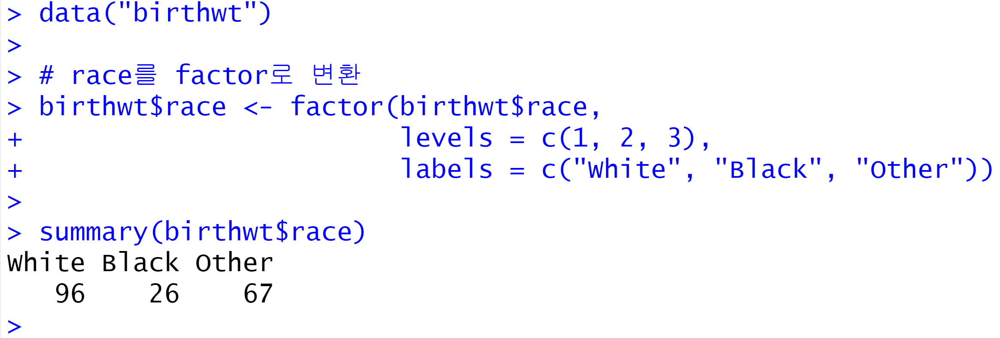 > data("birthwt")
>
> # race를 factor로 변환
> birthwt$race <- factor(birthwt$race,
+                        levels = c(1, 2, 3),
+                        labels = c("White", "Black", "Other"))
>
> summary(birthwt$race)
White Black Other
   96    26    67
>